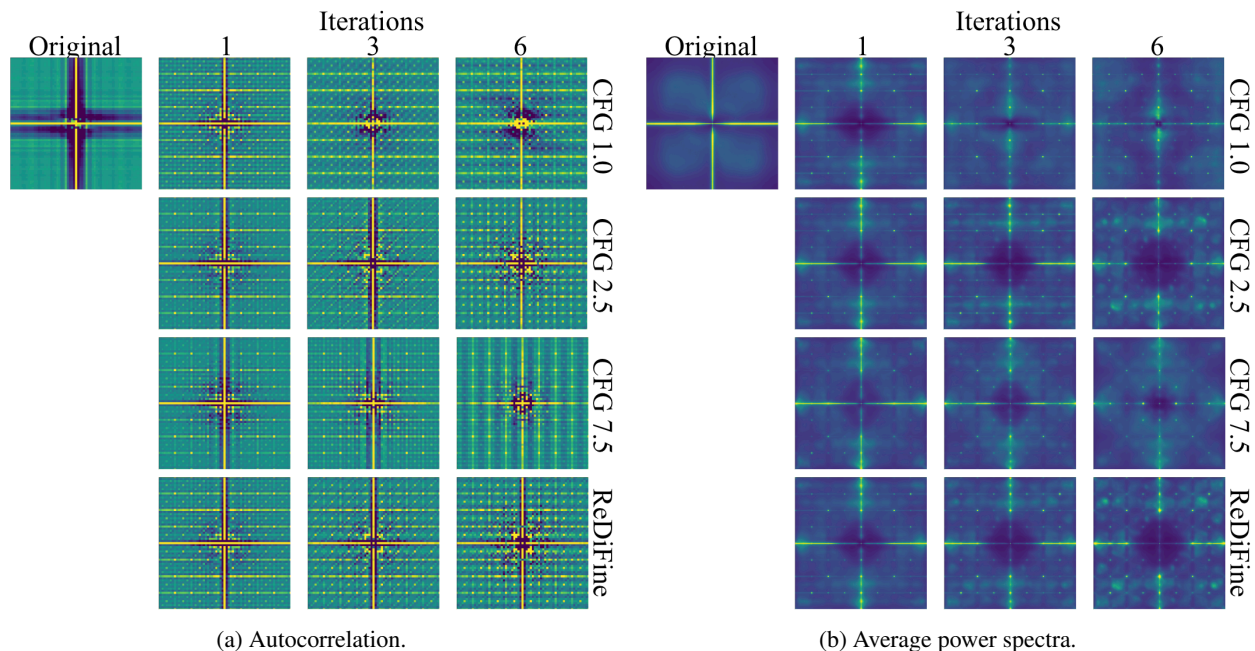 Iterations
Original 1 3 6
CFG 1.0
CFG 2.5
CFG 7.5
ReDiFine
(a) Autocorrelation.
Iterations
Original 1 3 6
CFG 1.0
CFG 2.5
CFG 7.5
ReDiFine
(b) Average power spectra.